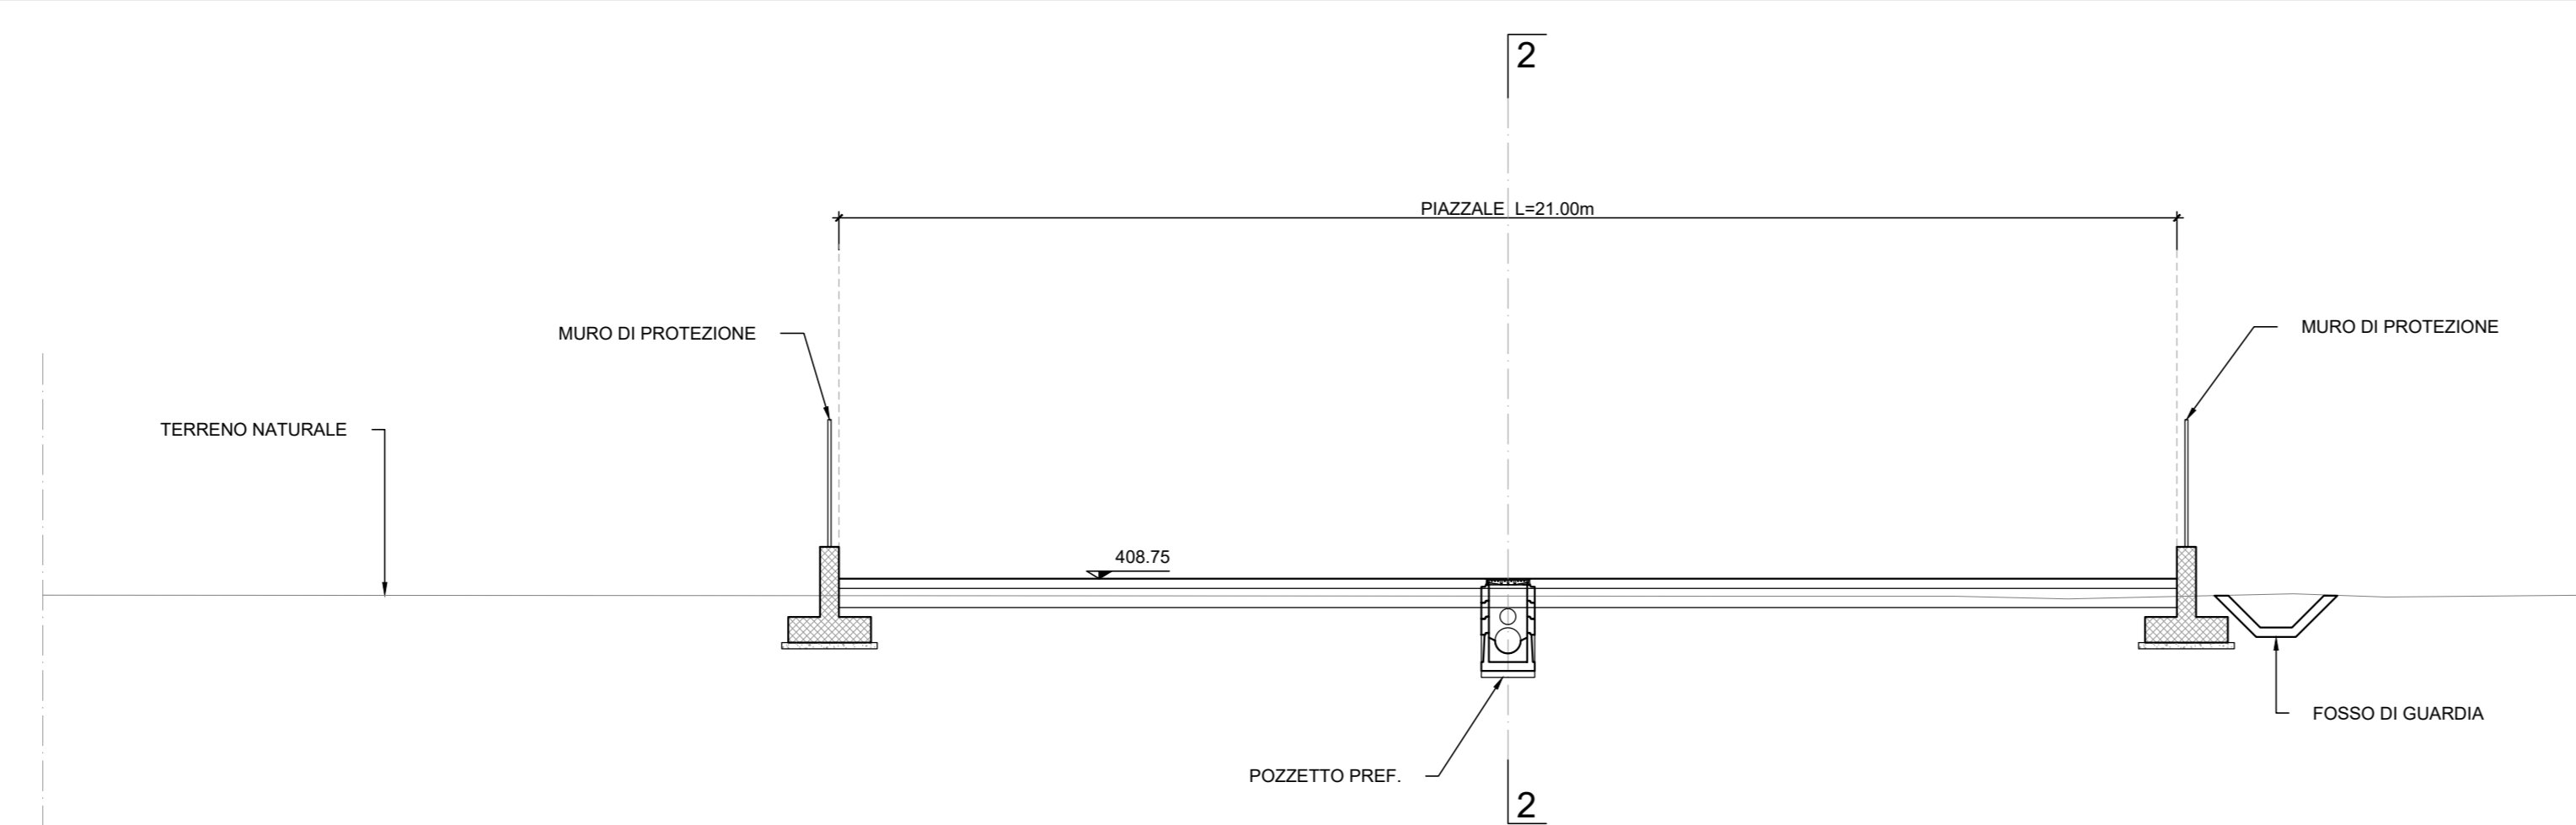 2
PIAZZALE L=21.00m
MURO DI PROTEZIONE
MURO DI PROTEZIONE
TERRENO NATURALE
408.75
FOSSO DI GUARDIA
POZZETTO PREF.
2